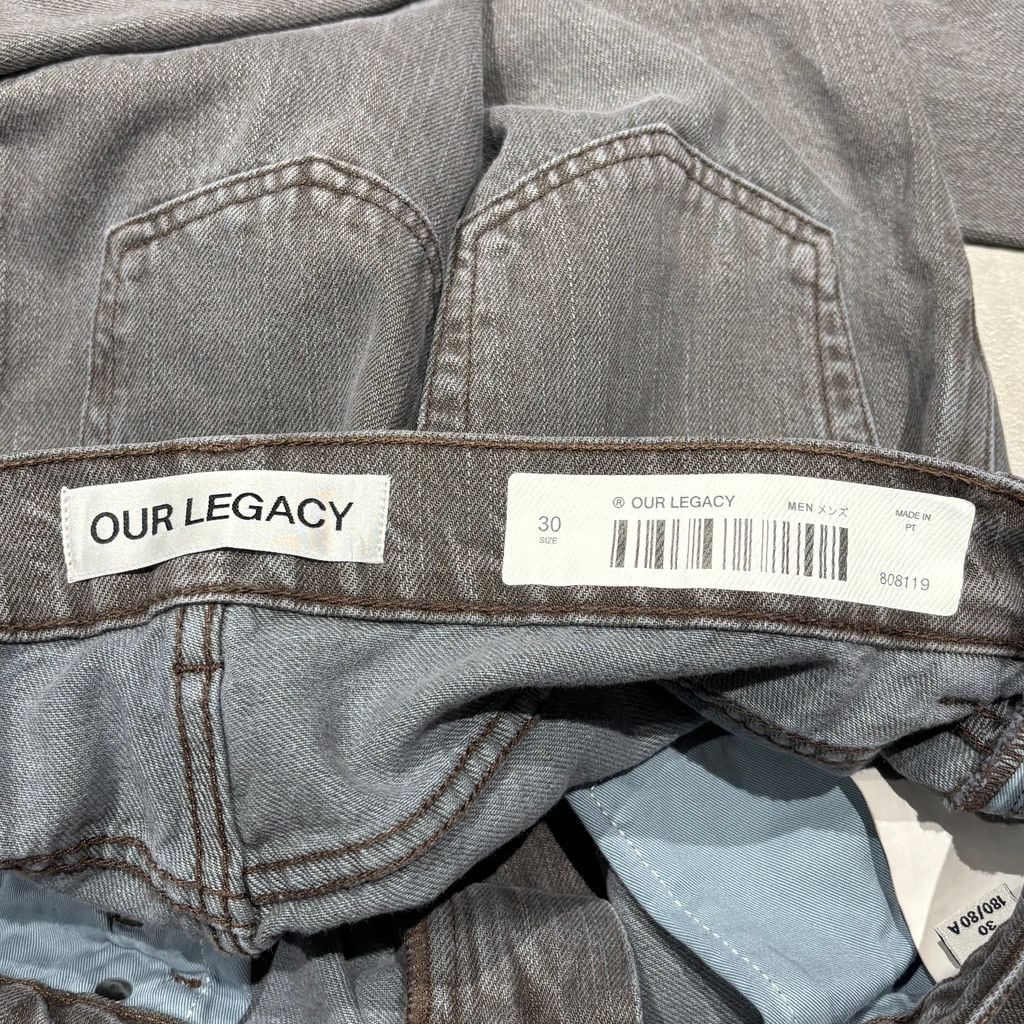 OUR LEGACY
30
SIZE
® OUR LEGACY
MEN メンズ
MADE IN
PT
808119
30
180/80A